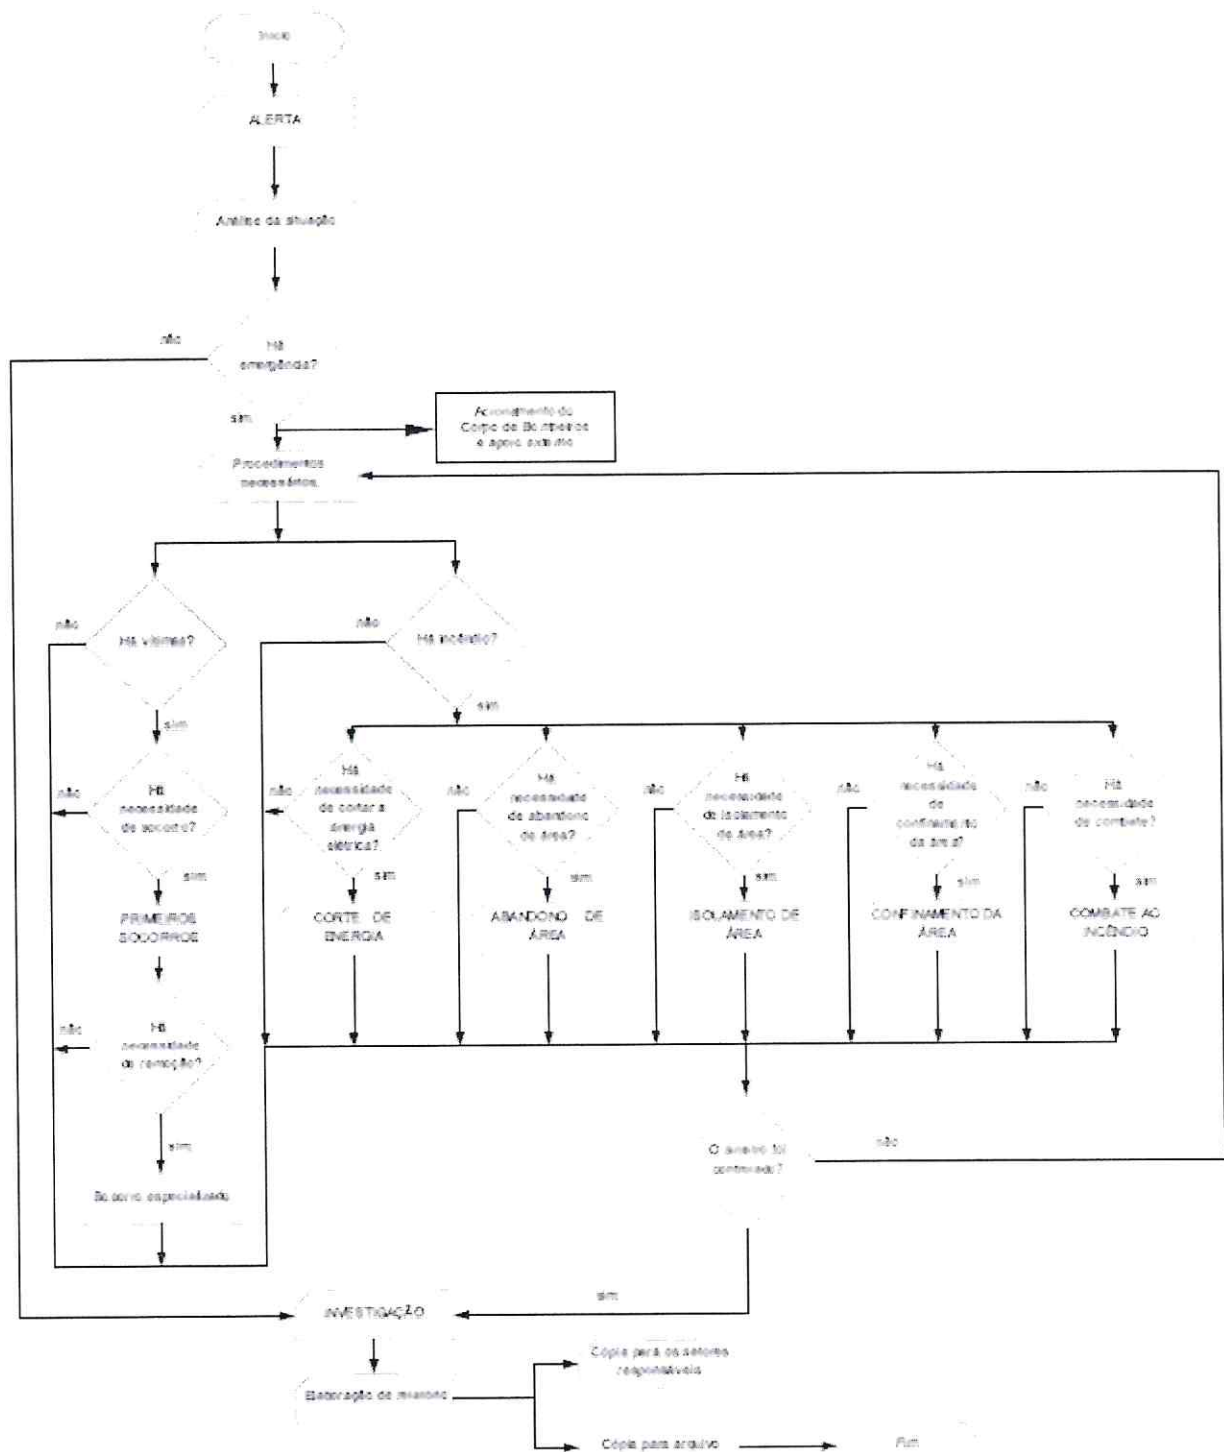 Início
ALERTA
Análise da situação
não
Há
emergência?
sim
Acionamento do
Corpo de Bombeiros
e apoio externo
Procedimentos
necessários
não
Há vítimas?
não
Há incêndio?
sim
sim
não
Há
necessidade
de socorro?
não
Há
necessidade
de cortar a
energia
elétrica?
não
Há
necessidade
de abandono
de área?
não
Há
necessidade
de isolamento
de área?
não
Há
necessidade
de
confinamento
da área?
não
Há
necessidade
de combate?
sim
sim
sim
sim
sim
sim
PRIMEIROS
SOCORROS
CORTE DE
ENERGIA
ABANDONO DE
ÁREA
ISOLAMENTO DE
ÁREA
CONFINAMENTO DA
ÁREA
COMBATE AO
INCÊNDIO
não
Há
necessidade
de remoção?
sim
Socorro especializado
O sinistro foi
controlado?
não
sim
INVESTIGAÇÃO
Elaboração de relatório
Cópia para os setores
responsáveis
Cópia para arquivo
Fim